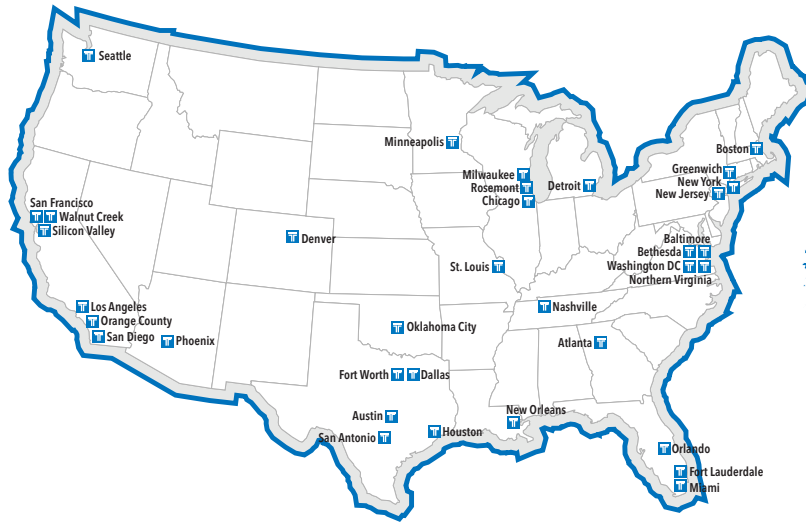 Seattle
Minneapolis
Boston
Milwaukee
Greenwich
Rosemont
Detroit
New York
Chicago
New Jersey
San Francisco
Walnut Creek
Silicon Valley
Denver
Baltimore
Bethesda
St. Louis
Washington DC
Northern Virginia
Los Angeles
Nashville
Orange County
Oklahoma City
San Diego
Phoenix
Atlanta
Fort Worth
Dallas
New Orleans
Austin
Houston
San Antonio
Orlando
Fort Lauderdale
Miami